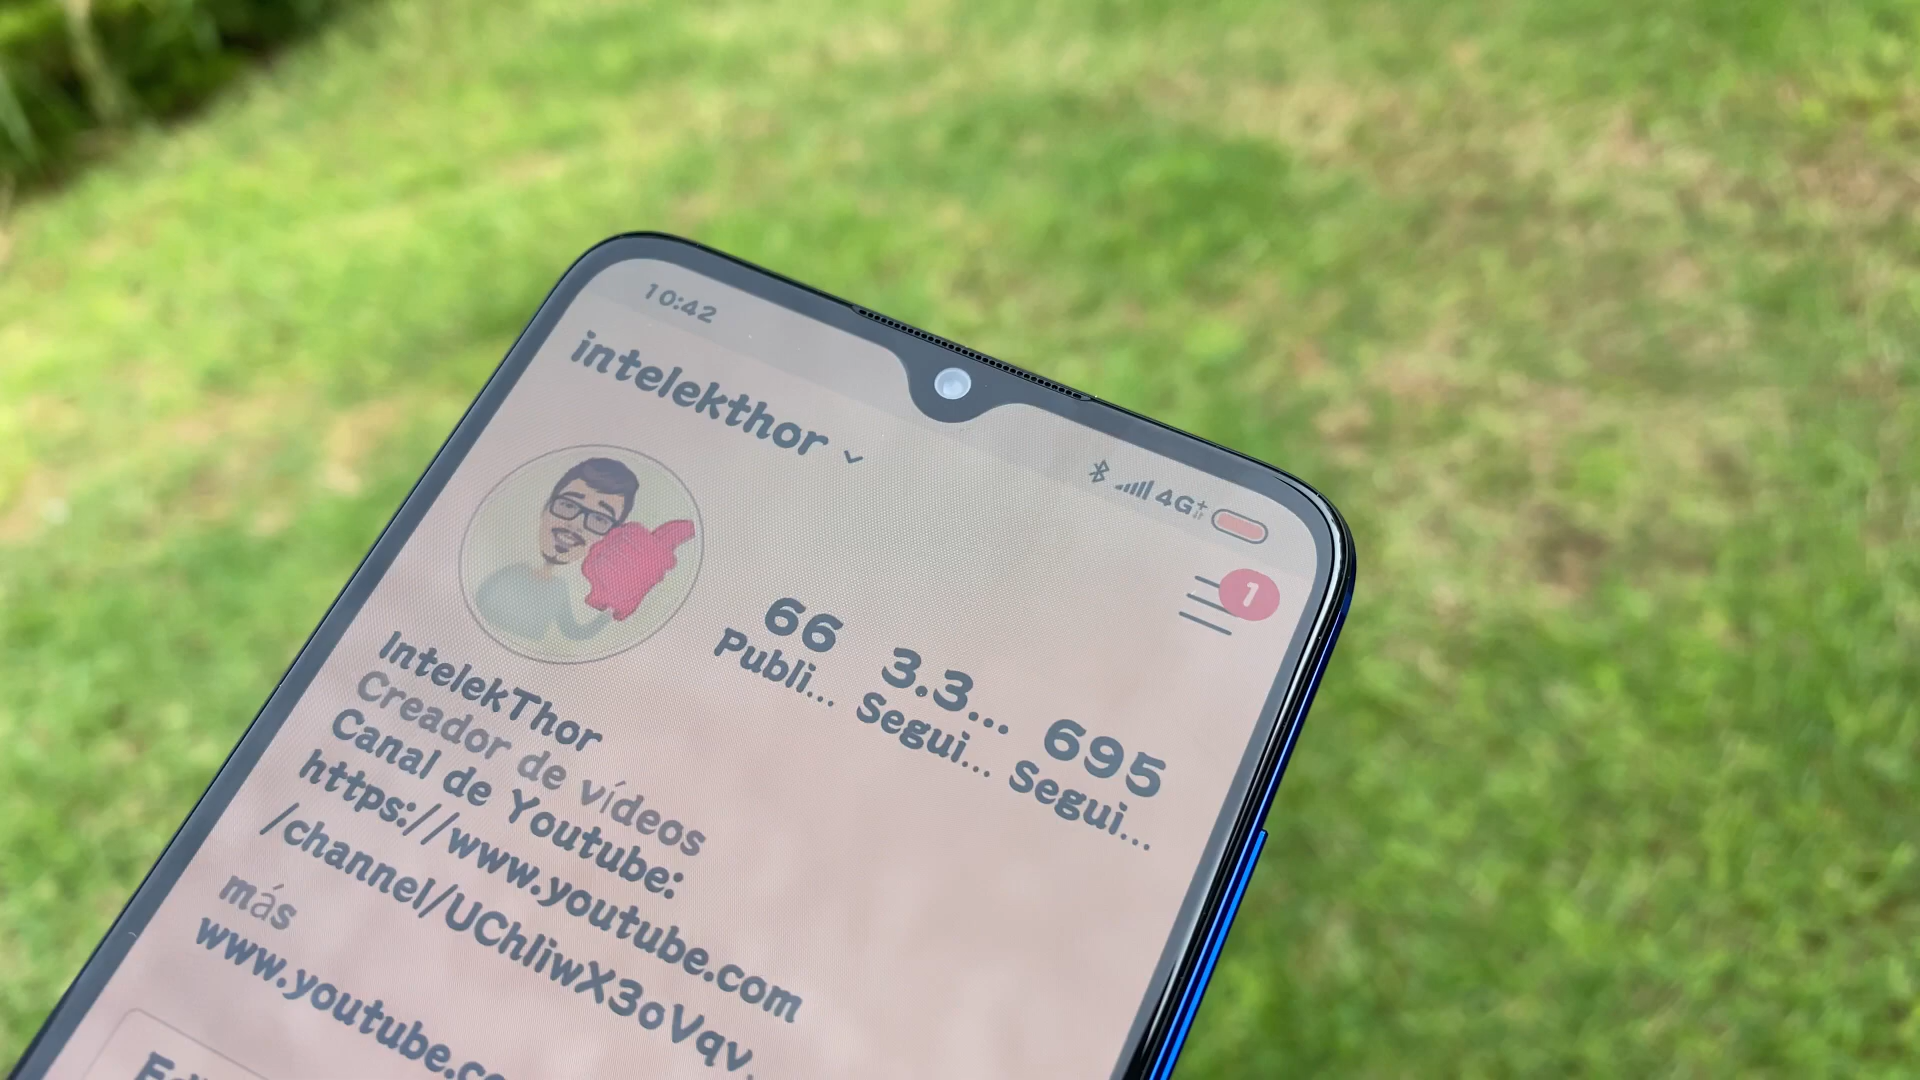 10:42
4G+
intelekthor
1
66
Publi...
3.3...
Segui...
695
Segui...
IntelekThor
Creador de vídeos
Canal de Youtube:
https://www.youtube.com
/channel/UChliwX3oVqv
más
www.youtube.co